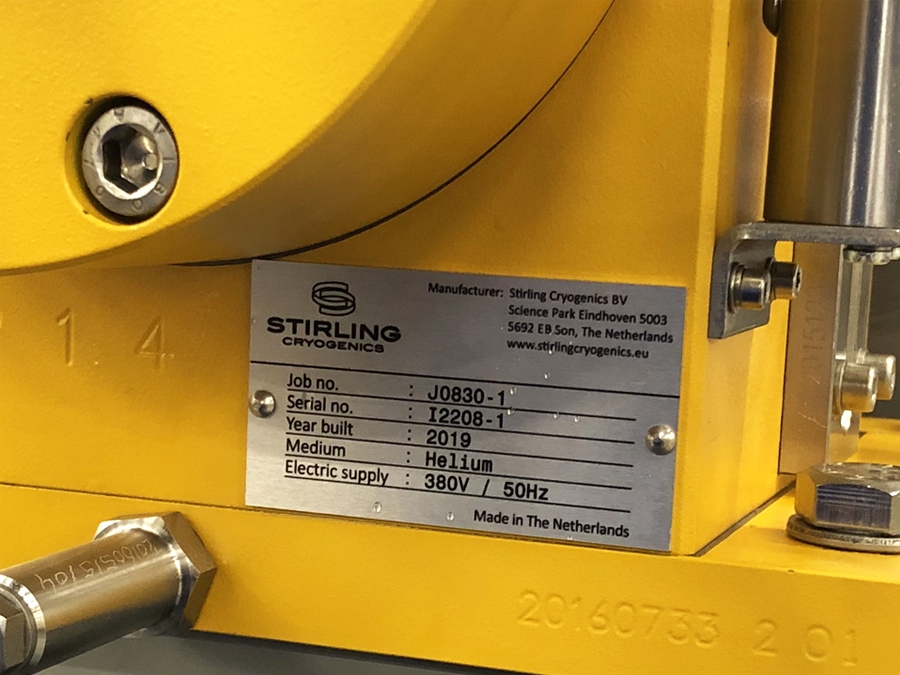 STIRLING
CRYOGENICS
Manufacturer: Stirling Cryogenics BV
Science Park Eindhoven 5003
5692 EB Son, The Netherlands
www.stirlingcryogenics.eu
1. 4
Job no. : J0830-1
Serial no. : I2208-1
Year built : 2019
Medium : Helium
Electric supply : 380V / 50Hz
Made in The Netherlands
20160733 2 01